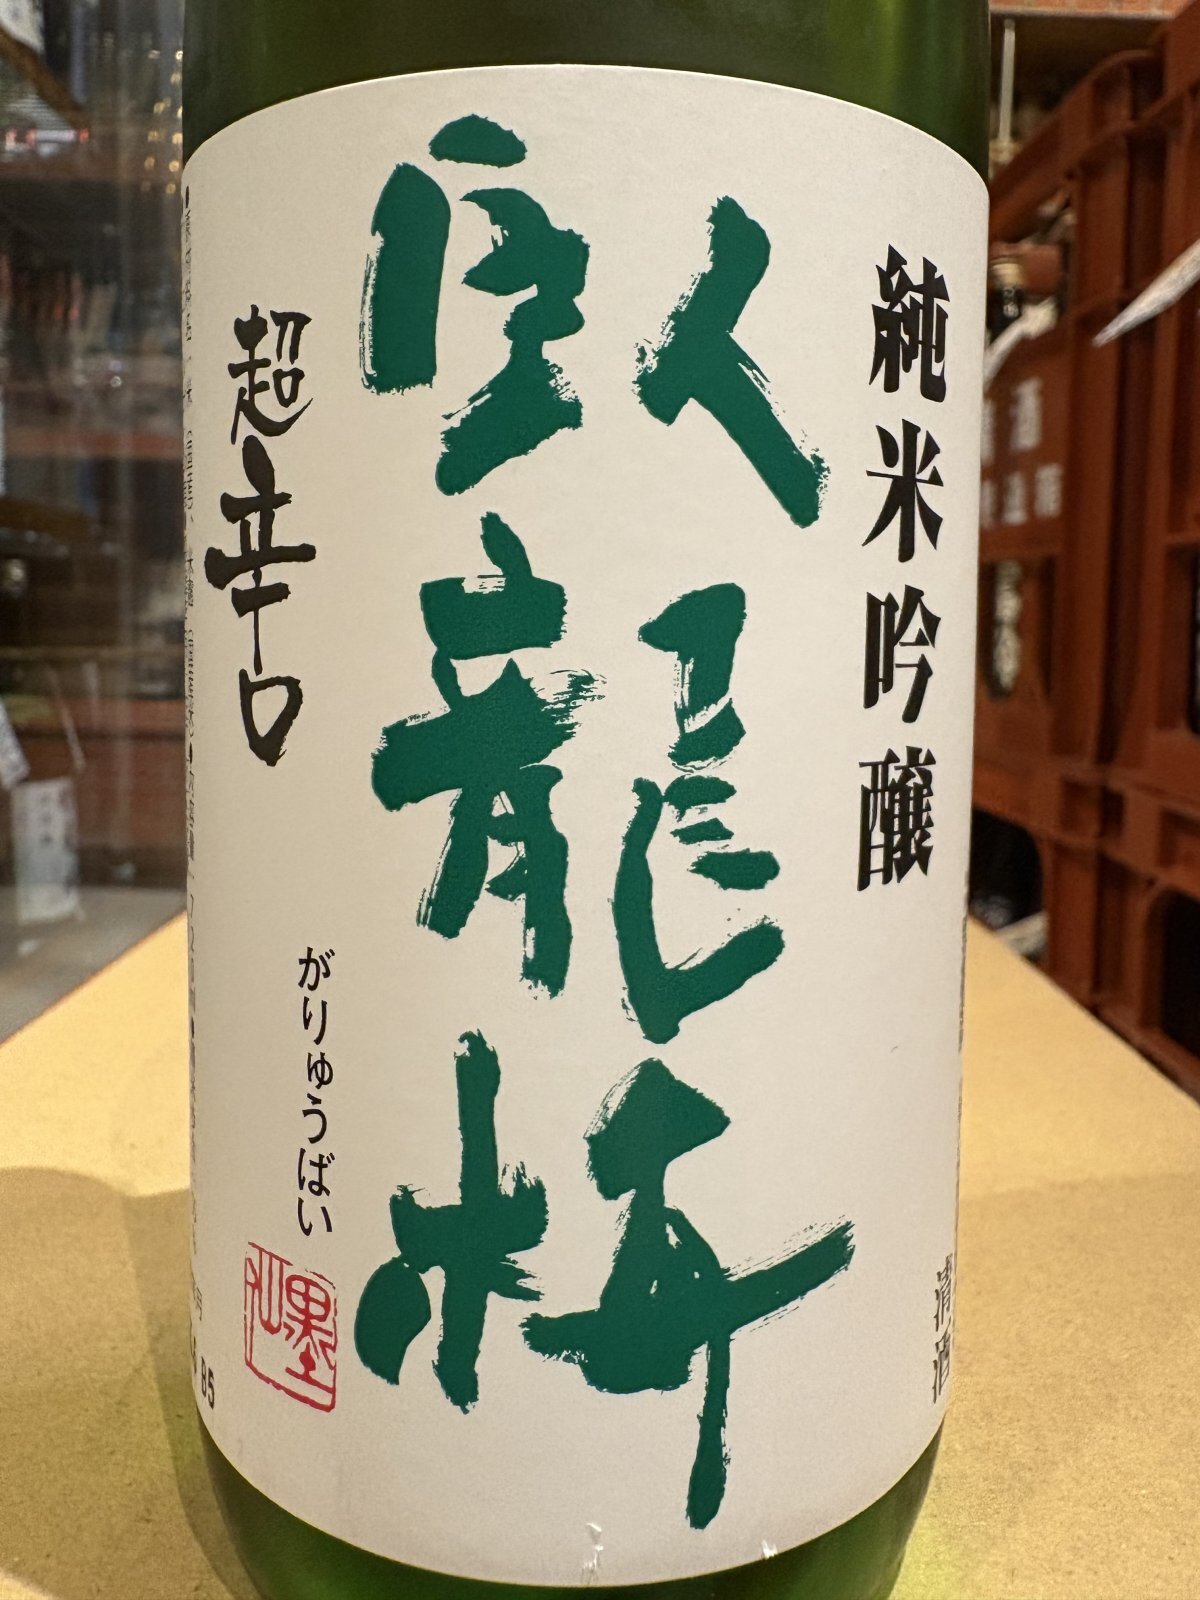 純米吟醸
臥龍梅
超辛口
がりゅうばい
清酒